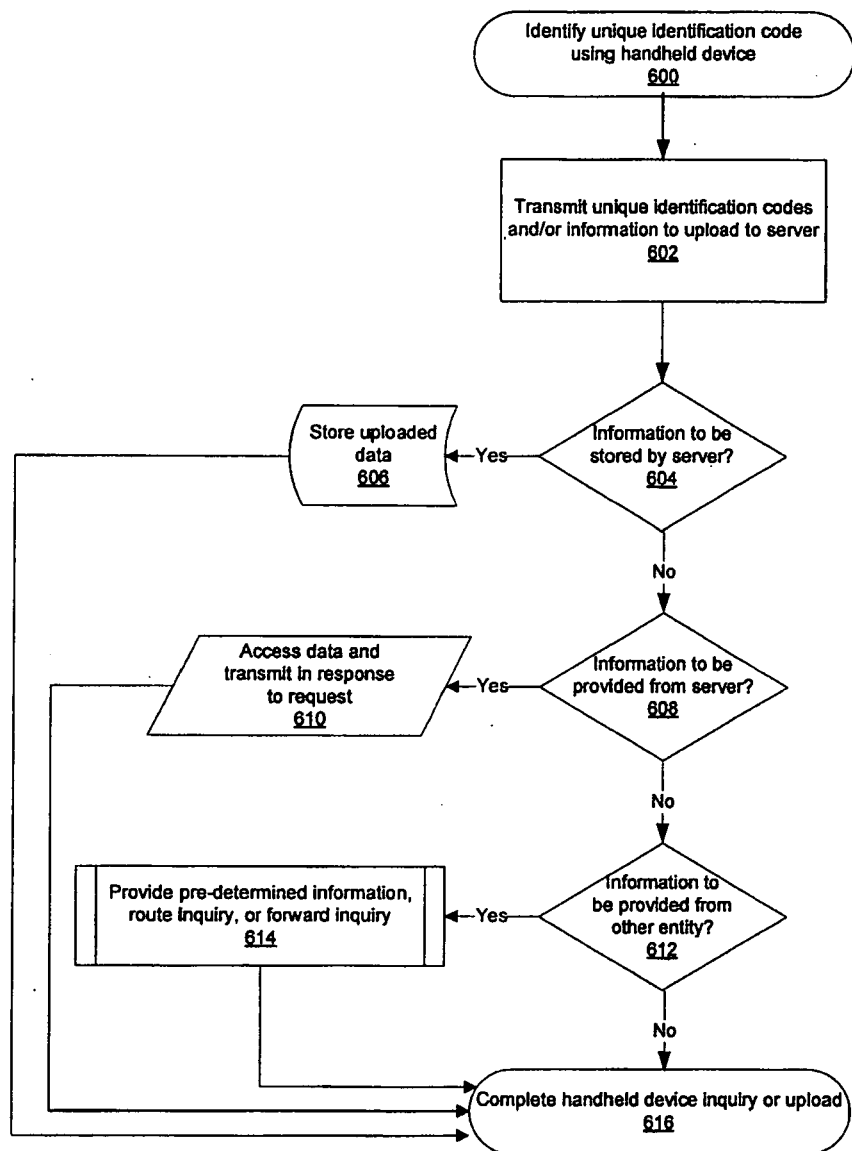 Identify unique identification code
using handheld device
600
Transmit unique identification codes
and/or information to upload to server
602
Information to be
stored by server?
604
Yes
Store uploaded
data
606
No
Information to be
provided from server?
608
Yes
Access data and
transmit in response
to request
610
No
Information to
be provided from
other entity?
612
Yes
Provide pre-determined information,
route inquiry, or forward inquiry
614
No
Complete handheld device inquiry or upload
616